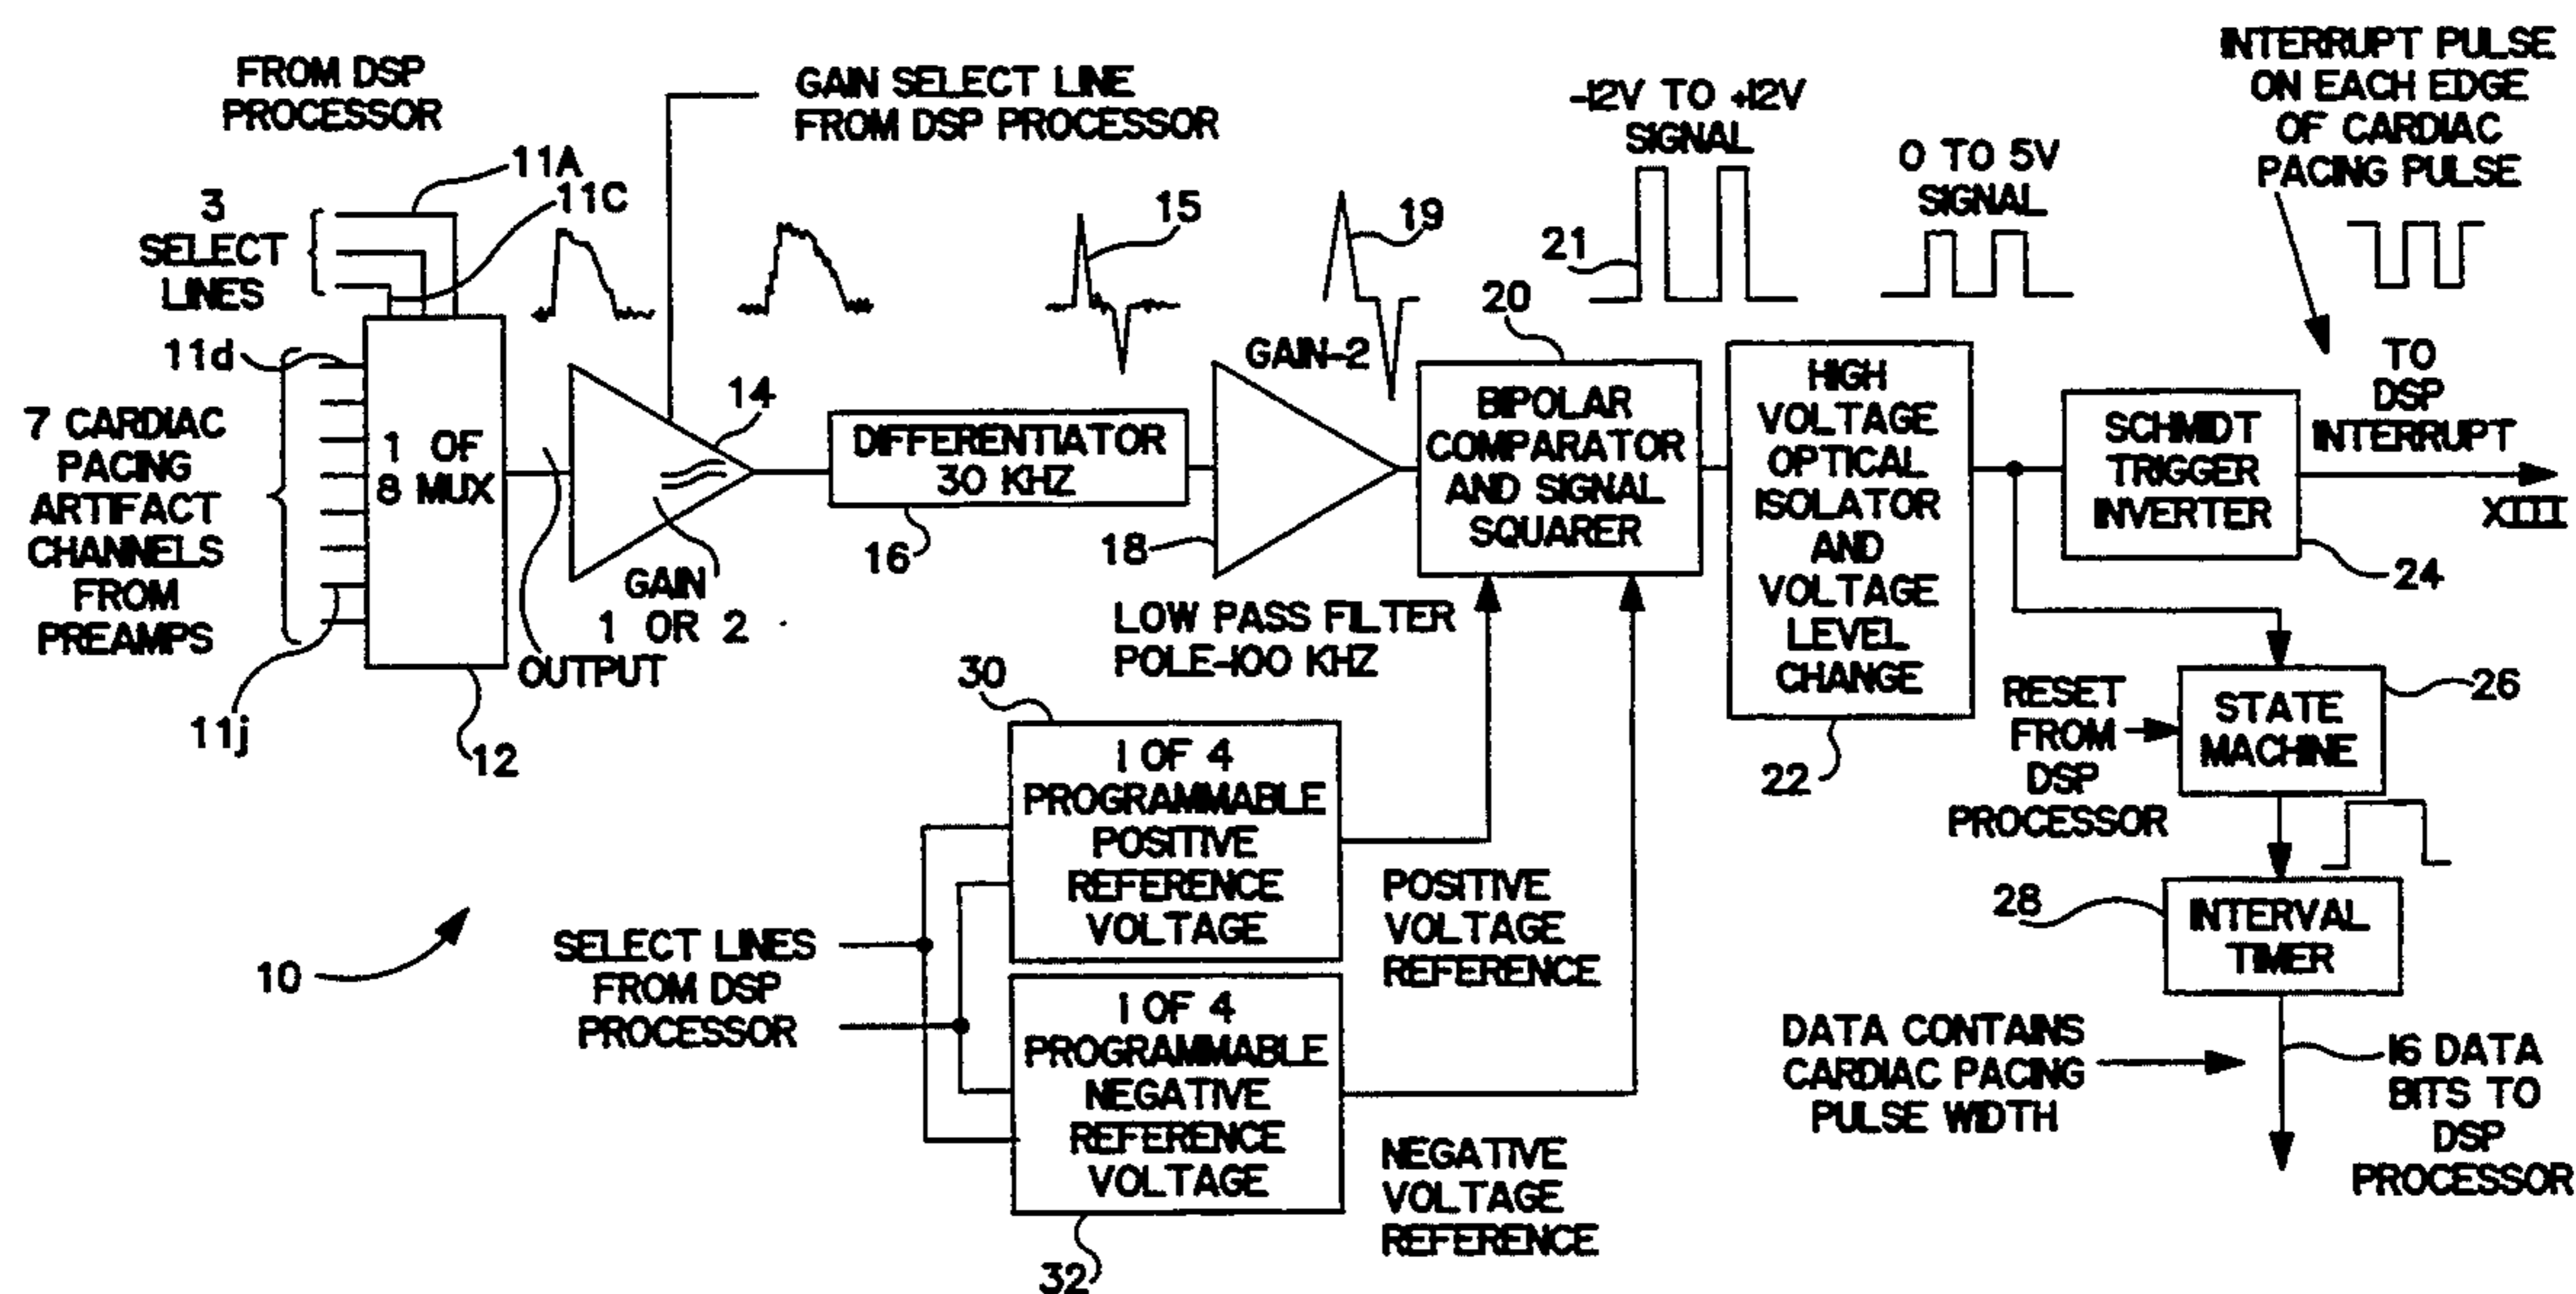 FROM DSP
PROCESSOR
GAIN SELECT LINE
FROM DSP PROCESSOR
-12V TO +12V
SIGNAL
0 TO 5V
SIGNAL
INTERRUPT PULSE
ON EACH EDGE
OF CARDIAC
PACING PULSE
11A
11C
3
SELECT
LINES
15
19
21
20
11d
7 CARDIAC
PACING
ARTIFACT
CHANNELS
FROM
PREAMPS
11j
1 OF
8 MUX
12
OUTPUT
14
GAIN
1 OR 2
DIFFERENTIATOR
30 KHZ
16
GAIN-2
18
LOW PASS FILTER
POLE-100 KHZ
BIPOLAR
COMPARATOR
AND SIGNAL
SQUARER
HIGH
VOLTAGE
OPTICAL
ISOLATOR
AND
VOLTAGE
LEVEL
CHANGE
22
SCHMIDT
TRIGGER
INVERTER
24
TO
DSP
INTERRUPT
XIII
RESET
FROM
DSP
PROCESSOR
STATE
MACHINE
26
28
INTERVAL
TIMER
DATA CONTAINS
CARDIAC PACING
PULSE WIDTH
16 DATA
BITS TO
DSP
PROCESSOR
30
1 OF 4
PROGRAMMABLE
POSITIVE
REFERENCE
VOLTAGE
POSITIVE
VOLTAGE
REFERENCE
10
SELECT LINES
FROM DSP
PROCESSOR
1 OF 4
PROGRAMMABLE
NEGATIVE
REFERENCE
VOLTAGE
NEGATIVE
VOLTAGE
REFERENCE
32